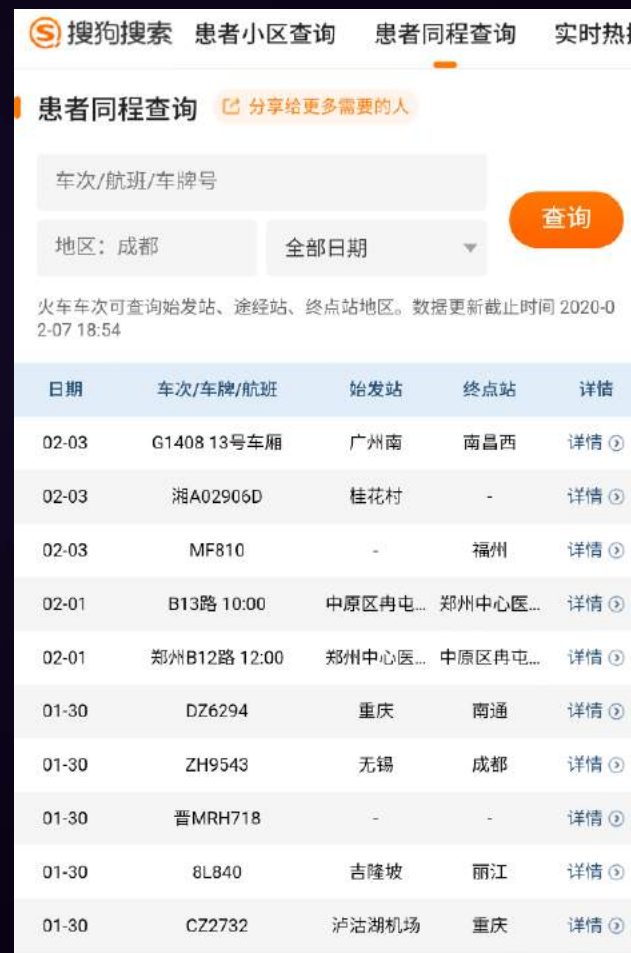 搜狗搜索 患者小区查询 患者同程查询 实时热
患者同程查询 分享给更多需要的人
车次/航班/车牌号
查询
地区：成都 全部日期
火车车次可查询始发站、途经站、终点站地区。数据更新截止时间 2020-0
2-07 18:54
日期 车次/车牌/航班 始发站 终点站 详情
02-03 G1408 13号车厢 广州南 南昌西 详情
02-03 湘A02906D 桂花村 - 详情
02-03 MF810 - 福州 详情
02-01 B13路 10:00 中原区冉屯... 郑州中心医... 详情
02-01 郑州B12路 12:00 郑州中心医... 中原区冉屯... 详情
01-30 DZ6294 重庆 南通 详情
01-30 ZH9543 无锡 成都 详情
01-30 晋MRH718 - - 详情
01-30 8L840 吉隆坡 丽江 详情
01-30 CZ2732 泸沽湖机场 重庆 详情